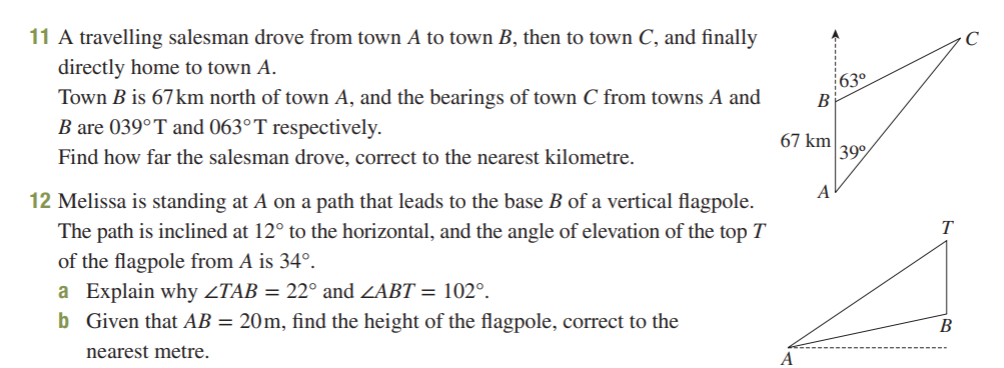 11 A travelling salesman drove from town A to town B, then to town C, and finally
directly home to town A.
Town B is 67 km north of town A, and the bearings of town C from towns A and
B are 039°T and 063°T respectively.
Find how far the salesman drove, correct to the nearest kilometre.
C
63°
B
67 km
39°
A
12 Melissa is standing at A on a path that leads to the base B of a vertical flagpole.
The path is inclined at 12° to the horizontal, and the angle of elevation of the top T
of the flagpole from A is 34°.
a Explain why ∠TAB = 22° and ∠ABT = 102°.
b Given that AB = 20 m, find the height of the flagpole, correct to the
nearest metre.
T
B
A